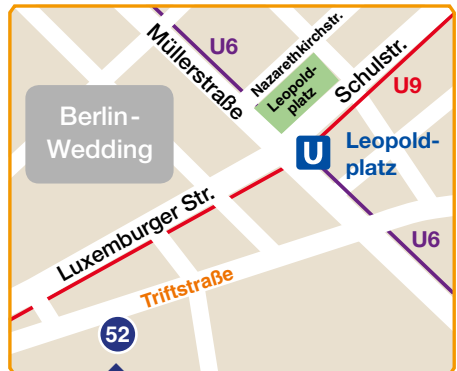 Müllerstraße
U6
Nazarethkirchstr.
Leopold-
platz
Schulstr.
U9
Berlin-
Wedding
U
Leopold-
platz
Luxemburger Str.
U6
Triftstraße
52